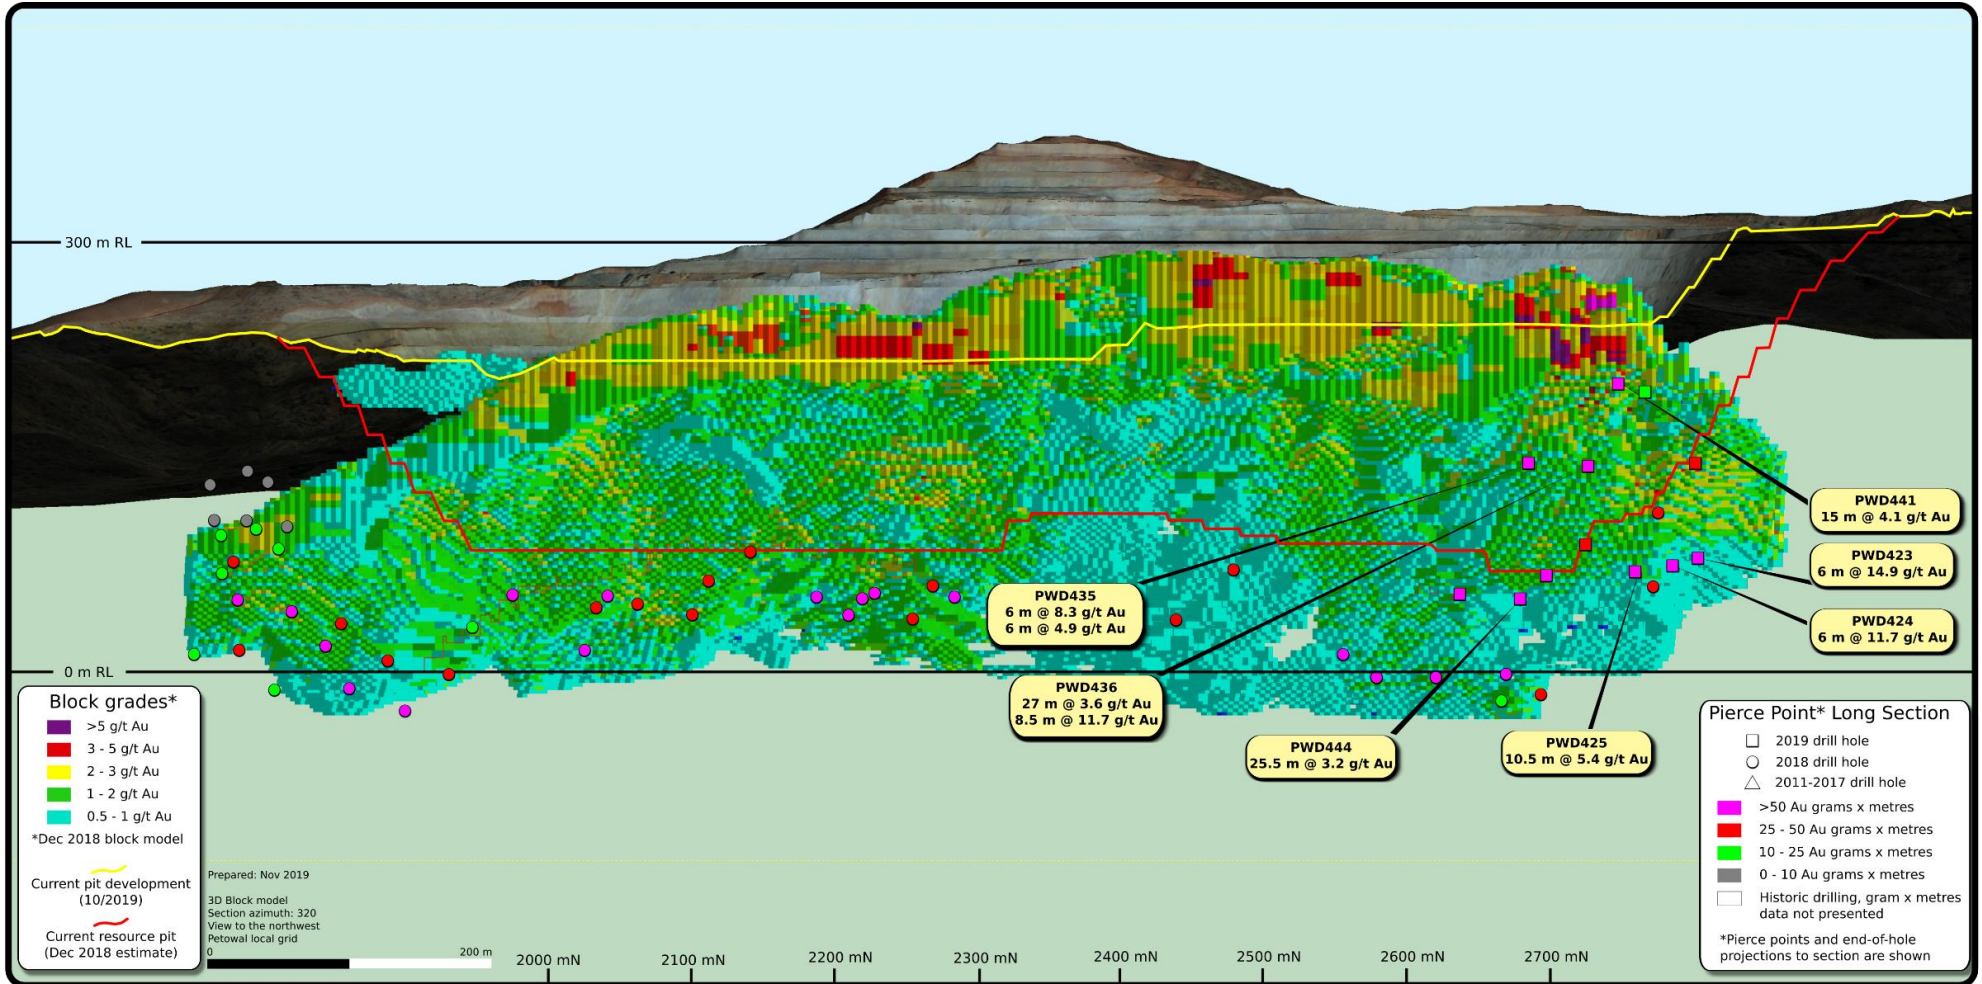 300 m RL
0 m RL
PWD441
15 m @ 4.1 g/t Au
PWD423
6 m @ 14.9 g/t Au
PWD424
6 m @ 11.7 g/t Au
PWD435
6 m @ 8.3 g/t Au
6 m @ 4.9 g/t Au
PWD436
27 m @ 3.6 g/t Au
8.5 m @ 11.7 g/t Au
PWD444
25.5 m @ 3.2 g/t Au
PWD425
10.5 m @ 5.4 g/t Au
Block grades*
>5 g/t Au
3 - 5 g/t Au
2 - 3 g/t Au
1 - 2 g/t Au
0.5 - 1 g/t Au
*Dec 2018 block model
Current pit development
(10/2019)
Current resource pit
(Dec 2018 estimate)
Prepared: Nov 2019
3D Block model
Section azimuth: 320
View to the northwest
Petowal local grid
0 200 m
2000 mN 2100 mN 2200 mN 2300 mN 2400 mN 2500 mN 2600 mN 2700 mN
Pierce Point* Long Section
2019 drill hole
2018 drill hole
2011-2017 drill hole
>50 Au grams x metres
25 - 50 Au grams x metres
10 - 25 Au grams x metres
0 - 10 Au grams x metres
Historic drilling, gram x metres
data not presented
*Pierce points and end-of-hole
projections to section are shown